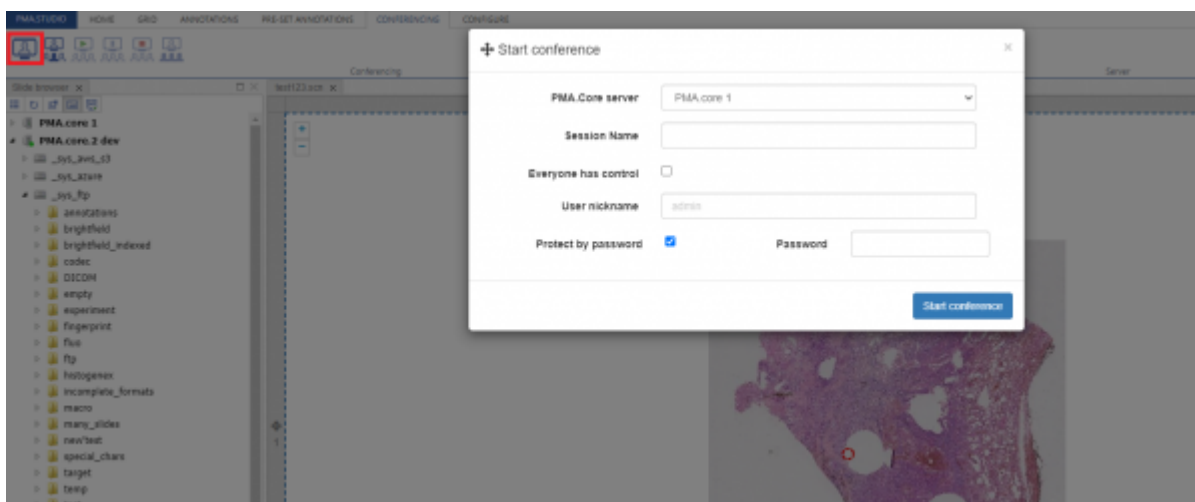 PMA.STUDIO HOME GRID ANNOTATIONS PRE-SET ANNOTATIONS CONFERENCING CONFIGURE
Conferencing
Server
Slide browser
test123.scn
PMA.core 1
PMA.core.2 dev
_sys_aws_s3
_sys_azure
_sys_ftp
annotations
brightfield
brightfield_indexed
codec
DICOM
empty
experiment
fingerprint
fluo
ftp
histogenex
incomplete_formats
macro
many_slides
new'test
special_chars
target
temp
1
Start conference
PMA.Core server PMA.core 1
Session Name
Everyone has control
User nickname admin
Protect by password Password
Start conference